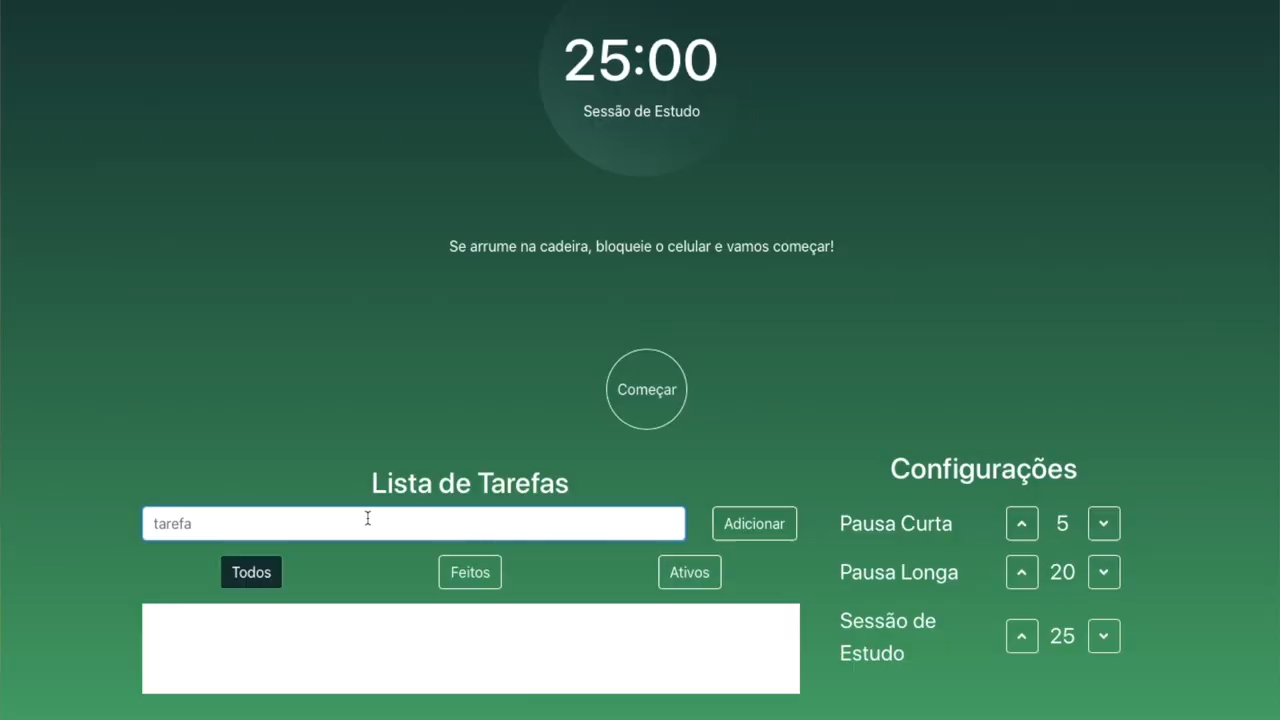 25:00
Sessão de Estudo
Se arrume na cadeira, bloqueie o celular e vamos começar!
Começar
Lista de Tarefas
tarefa
Adicionar
Todos
Feitos
Ativos
Configurações
Pausa Curta
5
Pausa Longa
20
Sessão de
Estudo
25